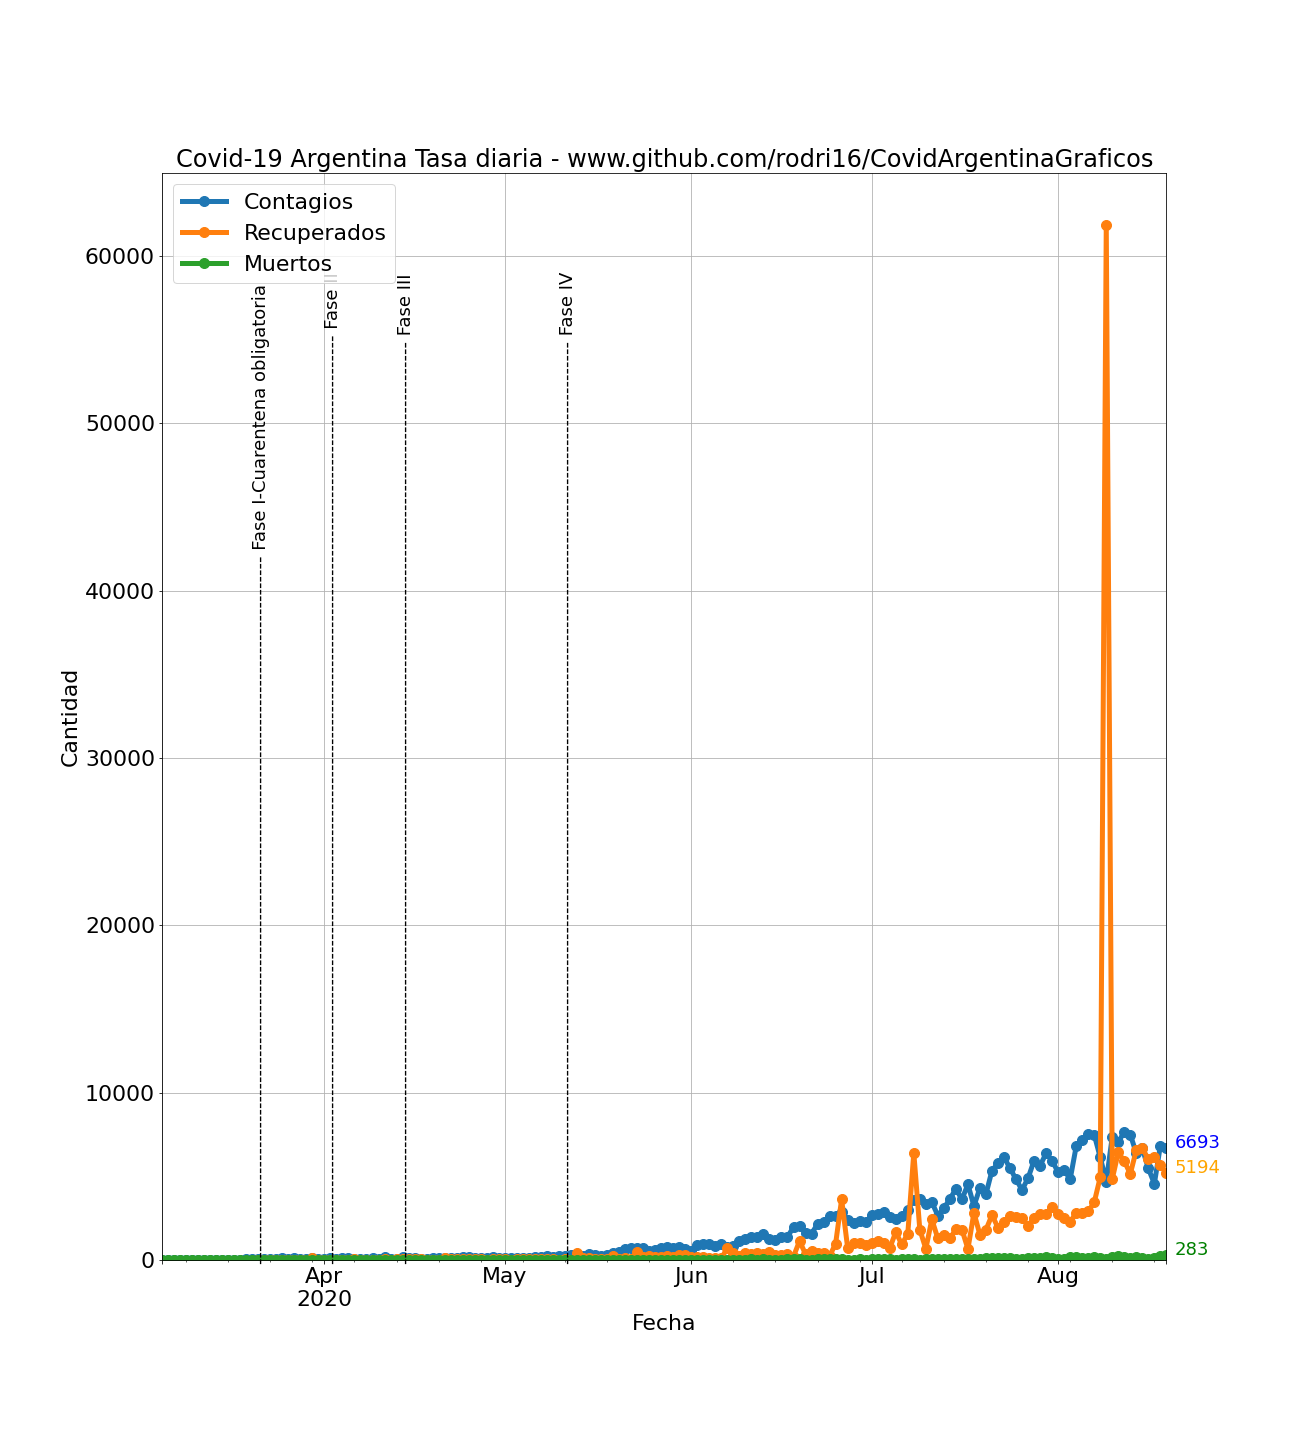 Covid-19 Argentina Tasa diaria - www.github.com/rodri16/CovidArgentinaGraficos
Contagios
Recuperados
Muertos
Fase I-Cuarentena obligatoria
Fase II
Fase III
Fase IV
Cantidad
60000
50000
40000
30000
20000
10000
0
6693
5194
283
Apr
2020
May
Jun
Jul
Aug
Fecha